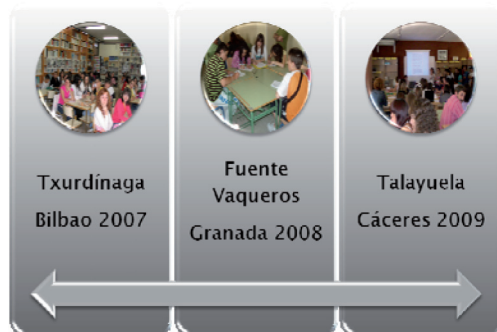 Txurdínaga
Bilbao 2007
Fuente
Vaqueros
Granada 2008
Talayuela
Cáceres 2009